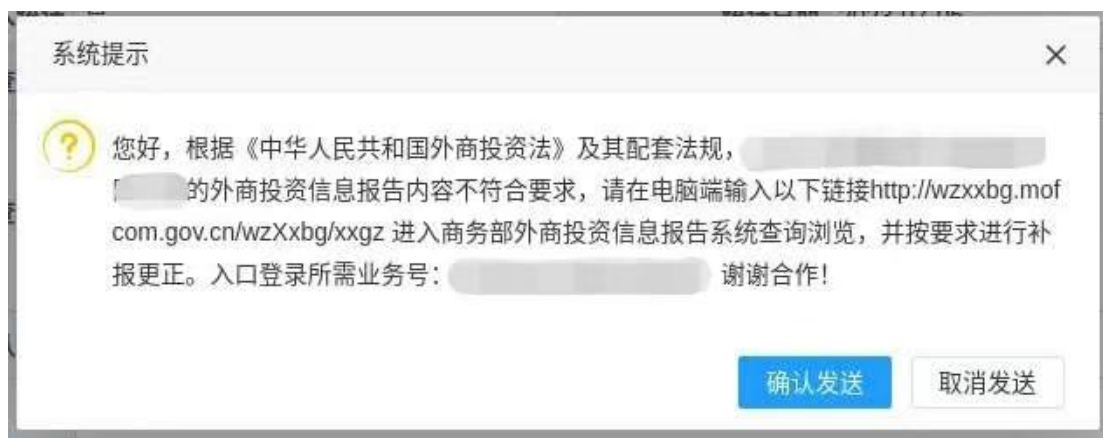 系统提示
您好，根据《中华人民共和国外商投资法》及其配套法规，
的外商投资信息报告内容不符合要求，请在电脑端输入以下链接http://wzxxbg.mof
com.gov.cn/wzXxbg/xxgz 进入商务部外商投资信息报告系统查询浏览，并按要求进行补
报更正。入口登录所需业务号： 谢谢合作！
确认发送
取消发送